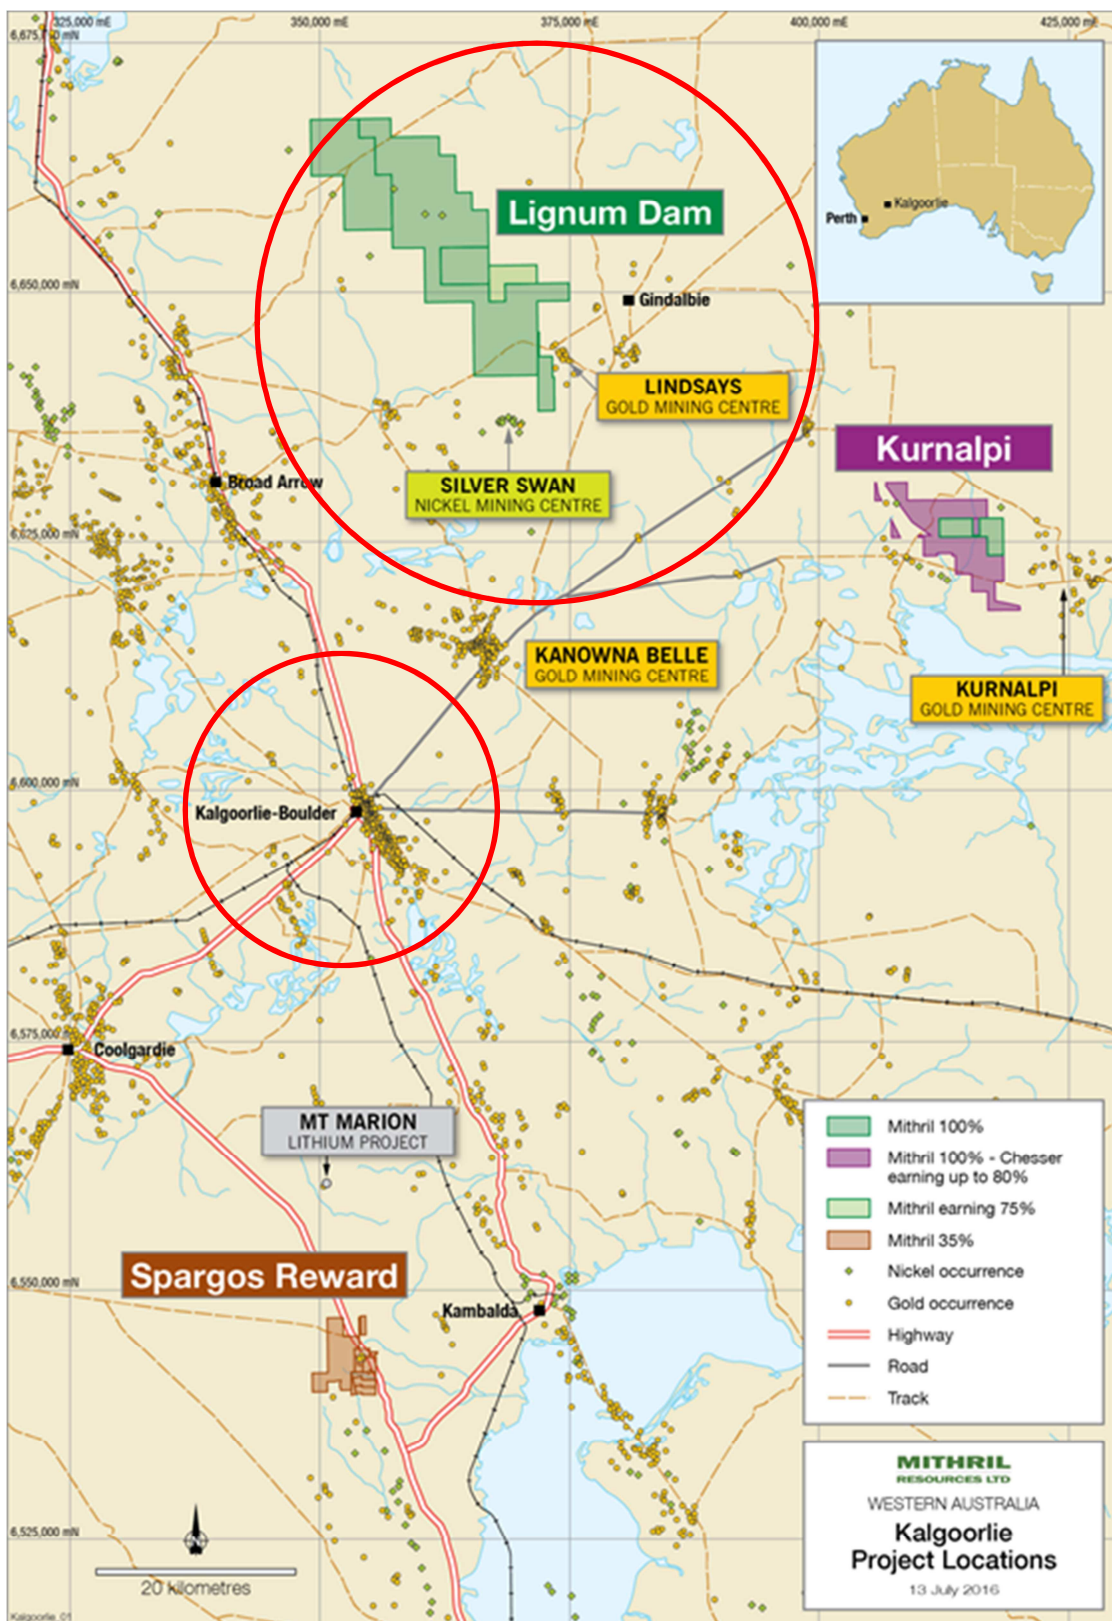 325,000 mE
350,000 mE
375,000 mE
400,000 mE
425,000 mE
Lignum Dam
Perth
Kalgoorlie
6,650,000 mN
Gindalbie
LINDSAYS
GOLD MINING CENTRE
Kurnalpi
Broad Arrow
SILVER SWAN
NICKEL MINING CENTRE
6,625,000 mN
KANOWNA BELLE
GOLD MINING CENTRE
KURNALPI
GOLD MINING CENTRE
6,600,000 mN
Kalgoorlie-Boulder
6,575,000 mN
Coolgardie
MT MARION
LITHIUM PROJECT
Mithril 100%
Mithril 100% - Chesser
earning up to 80%
Mithril earning 75%
Mithril 35%
Nickel occurrence
Gold occurrence
Highway
Road
Track
Spargos Reward
6,550,000 mN
Kambalda
6,525,000 mN
20 kilometres
MITHRIL
RESOURCES LTD
WESTERN AUSTRALIA
Kalgoorlie
Project Locations
13 July 2016